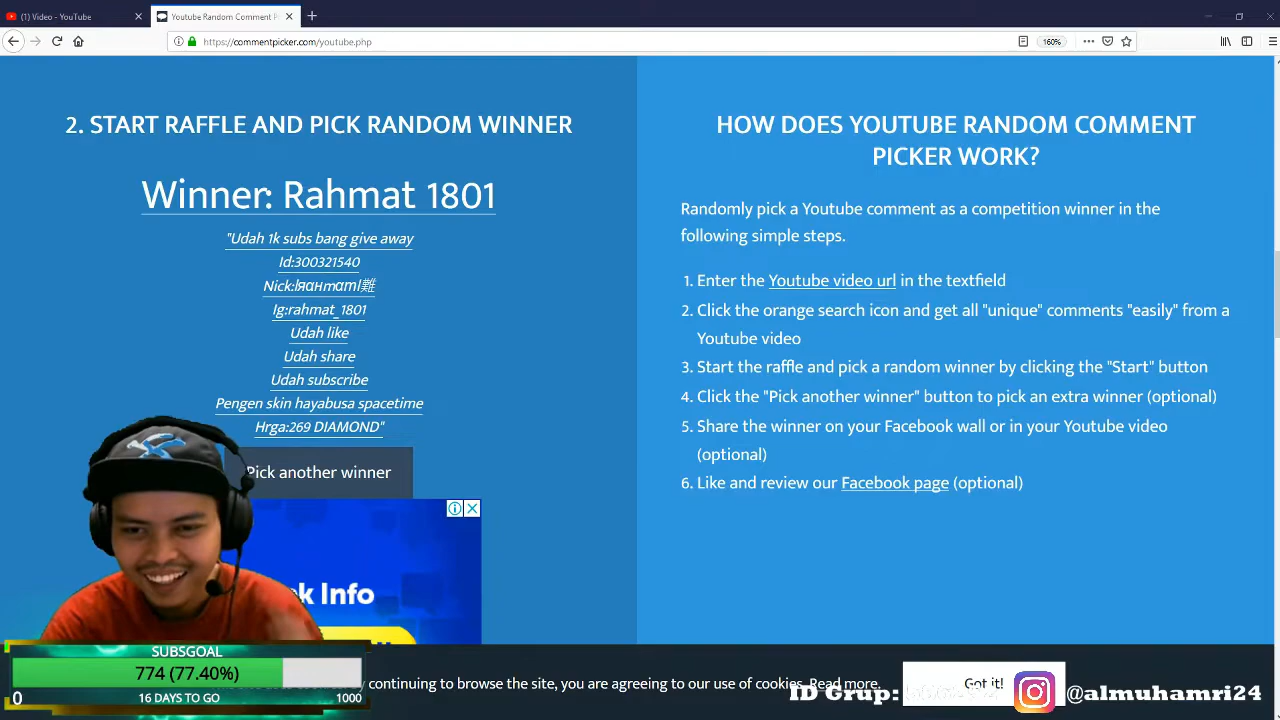 (1) Video - YouTube
Youtube Random Comment P
https://commentpicker.com/youtube.php
160%
2. START RAFFLE AND PICK RANDOM WINNER
Winner: Rahmat 1801
"Udah 1k subs bang give away
Id:300321540
Ig:rahmat_1801
Udah like
Udah share
Udah subscribe
Pengen skin hayabusa spacetime
Hrga:269 DIAMOND"
Pick another winner
HOW DOES YOUTUBE RANDOM COMMENT
PICKER WORK?
Randomly pick a Youtube comment as a competition winner in the
following simple steps.
1. Enter the Youtube video url in the textfield
2. Click the orange search icon and get all "unique" comments "easily" from a
Youtube video
3. Start the raffle and pick a random winner by clicking the "Start" button
4. Click the "Pick another winner" button to pick an extra winner (optional)
5. Share the winner on your Facebook wall or in your Youtube video
(optional)
6. Like and review our Facebook page (optional)
k Info
SUBSGOAL
774 (77.40%)
0
16 DAYS TO GO
1000
continuing to browse the site, you are agreeing to our use of cookies. Read more.
Got it!
ID Grup:
@almuhamri24